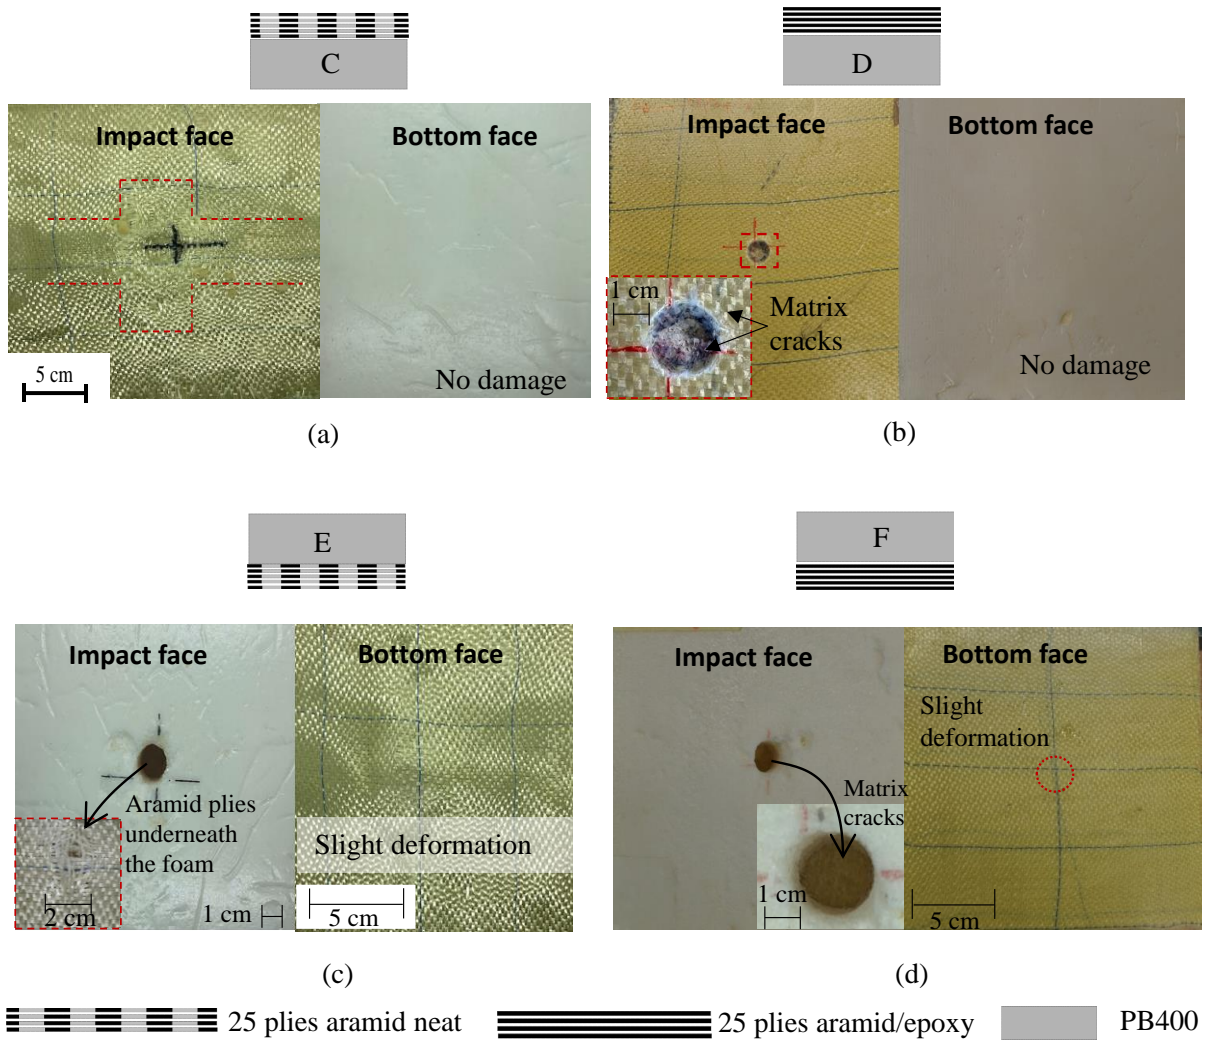 C
D
Impact face
Bottom face
5 cm
No damage
(a)
Impact face
Bottom face
1 cm
Matrix
cracks
No damage
(b)
E
F
Impact face
Bottom face
Aramid plies
underneath
the foam
2 cm
1 cm
Slight deformation
5 cm
(c)
Impact face
Bottom face
Matrix
cracks
1 cm
Slight
deformation
5 cm
(d)
25 plies aramid neat
25 plies aramid/epoxy
PB400